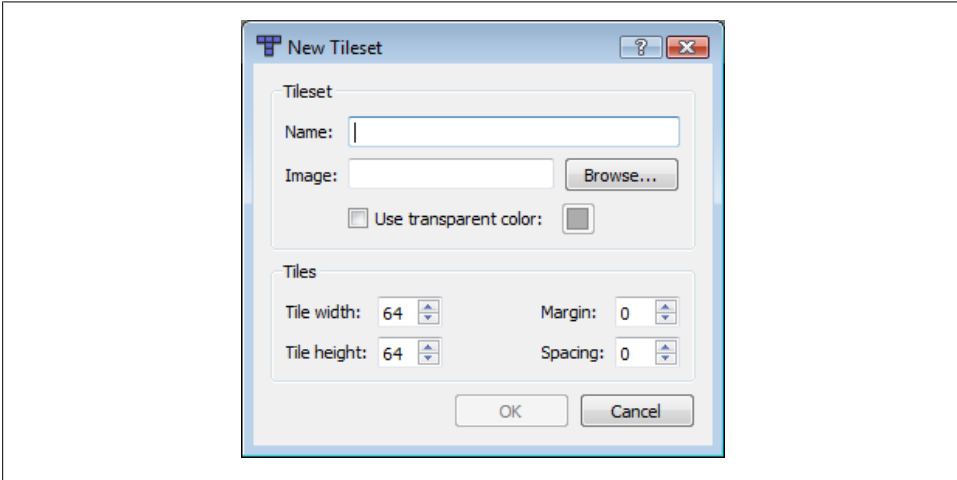 New Tileset ?
Tileset
Name:
Image: Browse...
Use transparent color:
Tiles
Tile width: 64 Margin: 0
Tile height: 64 Spacing: 0
OK Cancel